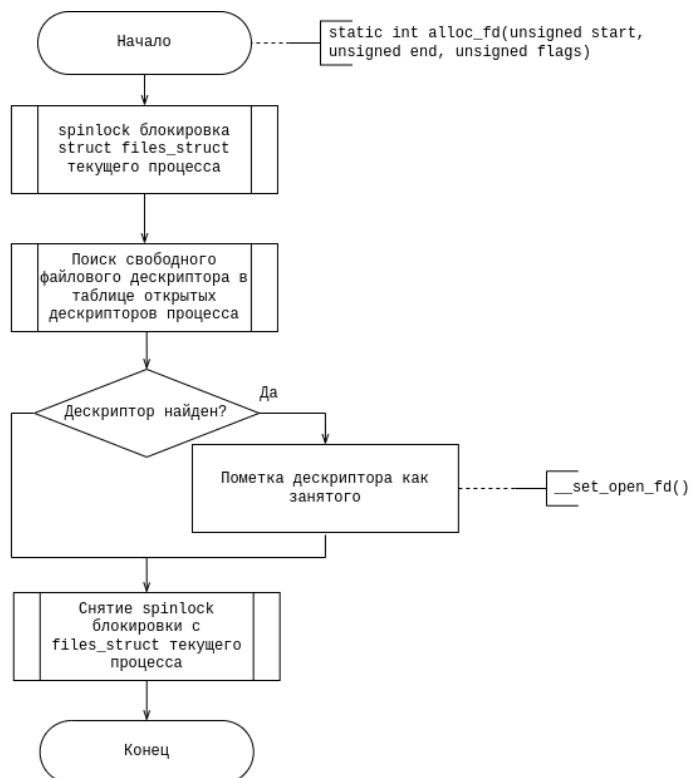 Начало
static int alloc_fd(unsigned start,
unsigned end, unsigned flags)
spinlock блокировка
struct files_struct
текущего процесса
Поиск свободного
файлового дескриптора в
таблице открытых
дескрипторов процесса
Да
Дескриптор найден?
Пометка дескриптора как
занятого
__set_open_fd()
Снятие spinlock
блокировки с
files_struct текущего
процесса
Конец